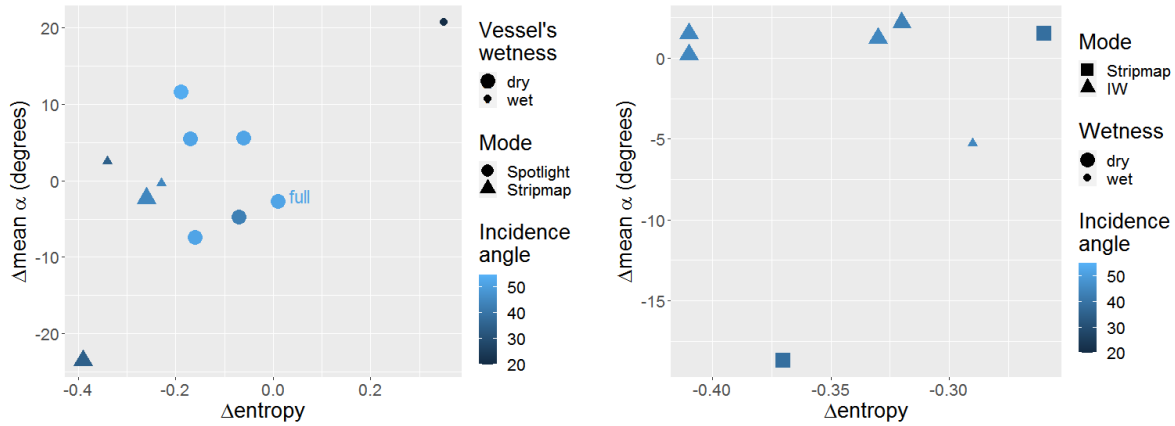 20
10
0
-10
-20
-0.4
-0.2
0.0
0.2
Δmean α (degrees)
Δentropy
full
Vessel's
wetness
dry
wet
Mode
Spotlight
Stripmap
Incidence
angle
50
40
30
20
0
-5
-10
-15
-0.40
-0.35
-0.30
Δmean α (degrees)
Δentropy
Mode
Stripmap
IW
Wetness
dry
wet
Incidence
angle
50
40
30
20